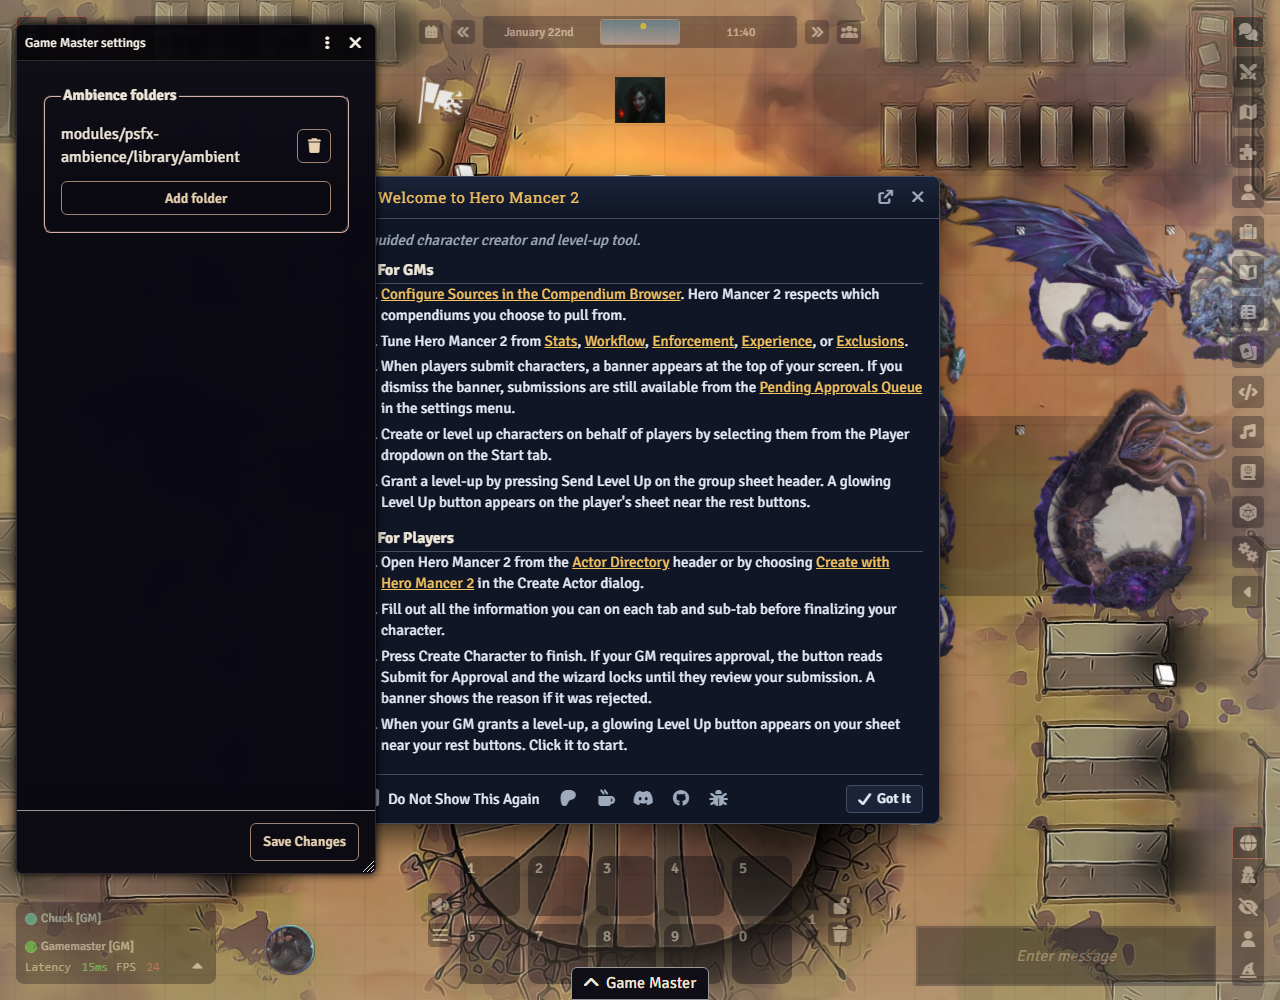 Game Master settings
January 22nd
11:40
Ambience folders
modules/psfx-
ambience/library/ambient
Add folder
Save Changes
Welcome to Hero Mancer 2
uided character creator and level-up tool.
For GMs
Configure Sources in the Compendium Browser. Hero Mancer 2 respects which
compendiums you choose to pull from.
Tune Hero Mancer 2 from Stats, Workflow, Enforcement, Experience, or Exclusions.
When players submit characters, a banner appears at the top of your screen. If you
dismiss the banner, submissions are still available from the Pending Approvals Queue
in the settings menu.
Create or level up characters on behalf of players by selecting them from the Player
dropdown on the Start tab.
Grant a level-up by pressing Send Level Up on the group sheet header. A glowing
Level Up button appears on the player's sheet near the rest buttons.
For Players
Open Hero Mancer 2 from the Actor Directory header or by choosing Create with
Hero Mancer 2 in the Create Actor dialog.
Fill out all the information you can on each tab and sub-tab before finalizing your
character.
Press Create Character to finish. If your GM requires approval, the button reads
Submit for Approval and the wizard locks until they review your submission. A
banner shows the reason if it was rejected.
When your GM grants a level-up, a glowing Level Up button appears on your sheet
near your rest buttons. Click it to start.
Do Not Show This Again
Got It
1 2 3 4 5
6 7 8 9 0
1
Chuck [GM]
Gamemaster [GM]
Latency 15ms FPS 24
Game Master
Enter message